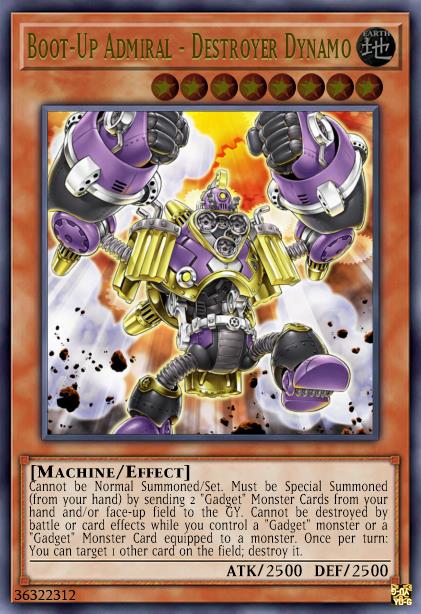 Boot-Up Admiral - Destroyer Dynamo
EARTH
地
[Machine/Effect]
Cannot be Normal Summoned/Set. Must be Special Summoned
(from your hand) by sending 2 "Gadget" Monster Cards from your
hand and/or face-up field to the GY. Cannot be destroyed by
battle or card effects while you control a "Gadget" monster or a
"Gadget" Monster Card equipped to a monster. Once per turn:
You can target 1 other card on the field; destroy it.
ATK/2500 DEF/2500
36322312